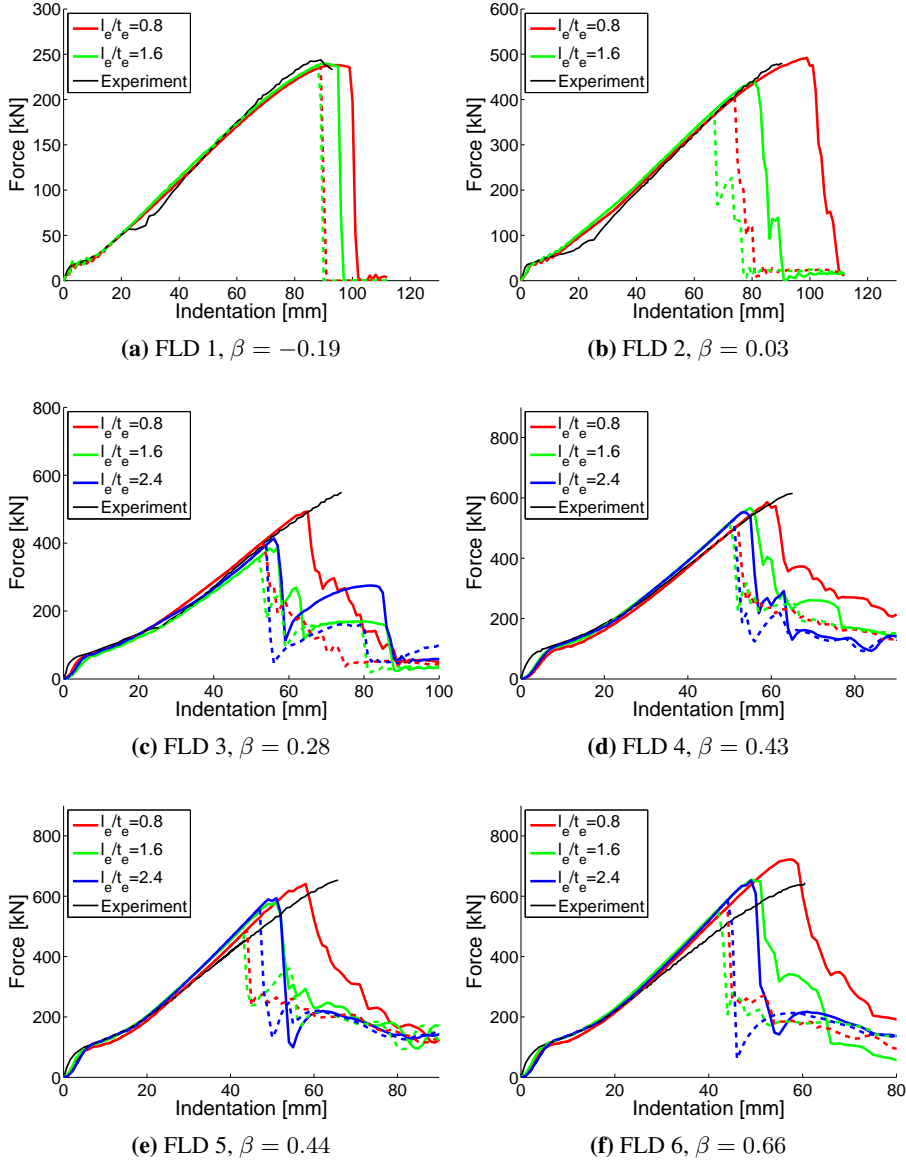 300
250
200
150
100
50
0
Force [kN]
l_e/t_e=0.8
l_e/t_e=1.6
Experiment
0 20 40 60 80 100 120
Indentation [mm]
(a) FLD 1, β = −0.19
600
500
400
300
200
100
0
Force [kN]
l_e/t_e=0.8
l_e/t_e=1.6
Experiment
0 20 40 60 80 100 120
Indentation [mm]
(b) FLD 2, β = 0.03
800
600
400
200
0
Force [kN]
l_e/t_e=0.8
l_e/t_e=1.6
l_e/t_e=2.4
Experiment
0 20 40 60 80 100
Indentation [mm]
(c) FLD 3, β = 0.28
800
600
400
200
0
Force [kN]
l_e/t_e=0.8
l_e/t_e=1.6
l_e/t_e=2.4
Experiment
0 20 40 60 80
Indentation [mm]
(d) FLD 4, β = 0.43
800
600
400
200
0
Force [kN]
l_e/t_e=0.8
l_e/t_e=1.6
l_e/t_e=2.4
Experiment
0 20 40 60 80
Indentation [mm]
(e) FLD 5, β = 0.44
800
600
400
200
0
Force [kN]
l_e/t_e=0.8
l_e/t_e=1.6
l_e/t_e=2.4
Experiment
0 20 40 60 80
Indentation [mm]
(f) FLD 6, β = 0.66